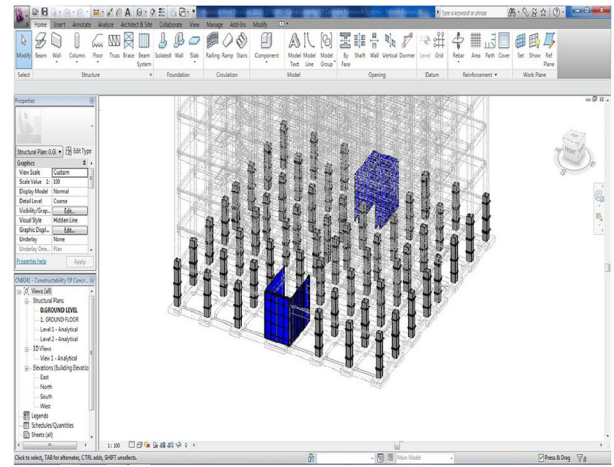 Type a keyword or phrase
Home Insert Annotate Analyze Architect & Site Collaborate View Manage Add-Ins Modify
Modify Beam Wall Column Floor Truss Brace Beam System Isolated Wall Slab Railing Ramp Stairs Component Model Text Model Line Model Group By Face Shaft Wall Vertical Dormer Level Grid Rebar Area Path Cover Set Show Ref Plane
Select Structure Foundation Circulation Model Opening Datum Reinforcement Work Plane
Properties
Structural Plan: 0.G Edit Type
Graphics
View Scale Custom
Scale Value 1: 100
Display Model Normal
Detail Level Coarse
Visibility/Grap... Edit...
Visual Style Hidden Line
Graphic Displ... Edit...
Underlay None
Underlay Orie... Plan
Properties help Apply
- Constructability Of Concr...
Views (all)
Structural Plans
0.GROUND LEVEL
1. GROUND FLOOR
Level 1 - Analytical
Level 2 - Analytical
3D Views
View 1 - Analytical
Elevations (Building Elevatio
East
North
South
West
Legends
Schedules/Quantities
Sheets (all)
1 : 100
Click to select, TAB for alternates, CTRL adds, SHIFT unselects.
Main Model
Press & Drag